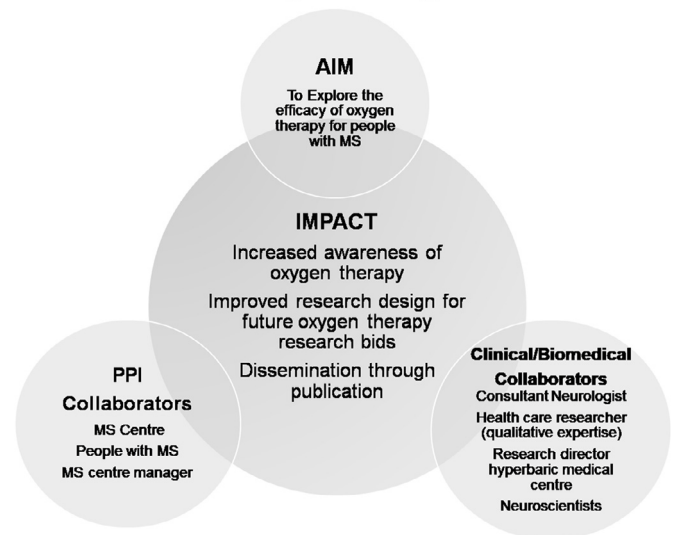 AIM
To Explore the
efficacy of oxygen
therapy for people
with MS
IMPACT
Increased awareness of
oxygen therapy
Improved research design for
future oxygen therapy
research bids
Dissemination through
publication
PPI
Collaborators
MS Centre
People with MS
MS centre manager
Clinical/Biomedical
Collaborators
Consultant Neurologist
Health care researcher
(qualitative expertise)
Research director
hyperbaric medical
centre
Neuroscientists